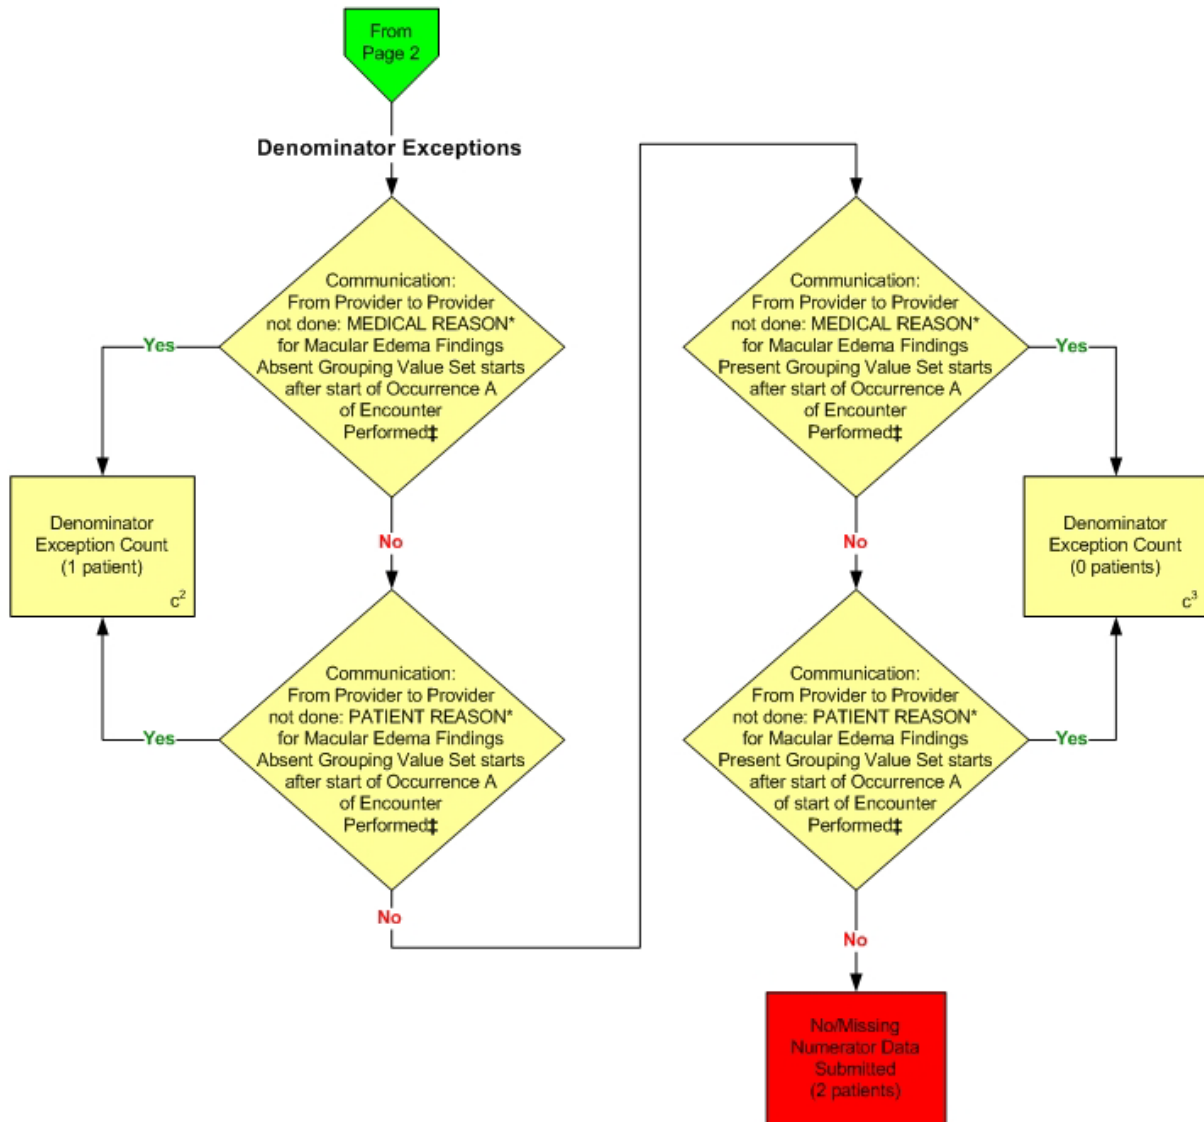 From
Page 2
Denominator Exceptions
Communication:
From Provider to Provider
not done: MEDICAL REASON*
for Macular Edema Findings
Absent Grouping Value Set starts
after start of Occurrence A
of Encounter
Performed‡
Yes
No
Denominator
Exception Count
(1 patient)
c²
Communication:
From Provider to Provider
not done: PATIENT REASON*
for Macular Edema Findings
Absent Grouping Value Set starts
after start of Occurrence A
of Encounter
Performed‡
Yes
No
Communication:
From Provider to Provider
not done: MEDICAL REASON*
for Macular Edema Findings
Present Grouping Value Set starts
after start of Occurrence A
of Encounter
Performed‡
Yes
No
Denominator
Exception Count
(0 patients)
c³
Communication:
From Provider to Provider
not done: PATIENT REASON*
for Macular Edema Findings
Present Grouping Value Set starts
after start of Occurrence A
of start of Encounter
Performed‡
Yes
No
No/Missing
Numerator Data
Submitted
(2 patients)